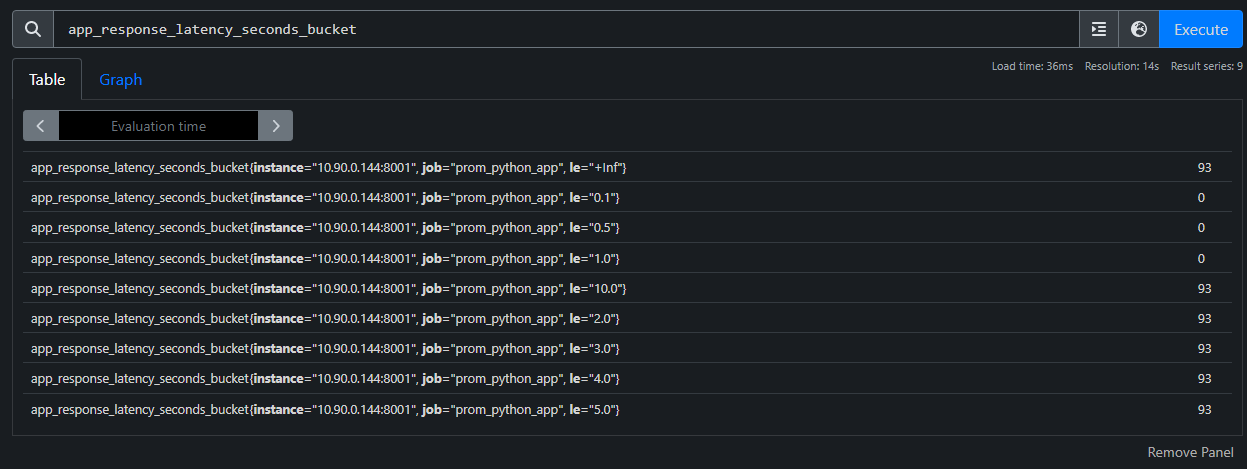 app_response_latency_seconds_bucket
Execute
Table
Graph
Load time: 36ms Resolution: 14s Result series: 9
Evaluation time
app_response_latency_seconds_bucket{instance="10.90.0.144:8001", job="prom_python_app", le="+Inf"} 93
app_response_latency_seconds_bucket{instance="10.90.0.144:8001", job="prom_python_app", le="0.1"} 0
app_response_latency_seconds_bucket{instance="10.90.0.144:8001", job="prom_python_app", le="0.5"} 0
app_response_latency_seconds_bucket{instance="10.90.0.144:8001", job="prom_python_app", le="1.0"} 0
app_response_latency_seconds_bucket{instance="10.90.0.144:8001", job="prom_python_app", le="10.0"} 93
app_response_latency_seconds_bucket{instance="10.90.0.144:8001", job="prom_python_app", le="2.0"} 93
app_response_latency_seconds_bucket{instance="10.90.0.144:8001", job="prom_python_app", le="3.0"} 93
app_response_latency_seconds_bucket{instance="10.90.0.144:8001", job="prom_python_app", le="4.0"} 93
app_response_latency_seconds_bucket{instance="10.90.0.144:8001", job="prom_python_app", le="5.0"} 93
Remove Panel